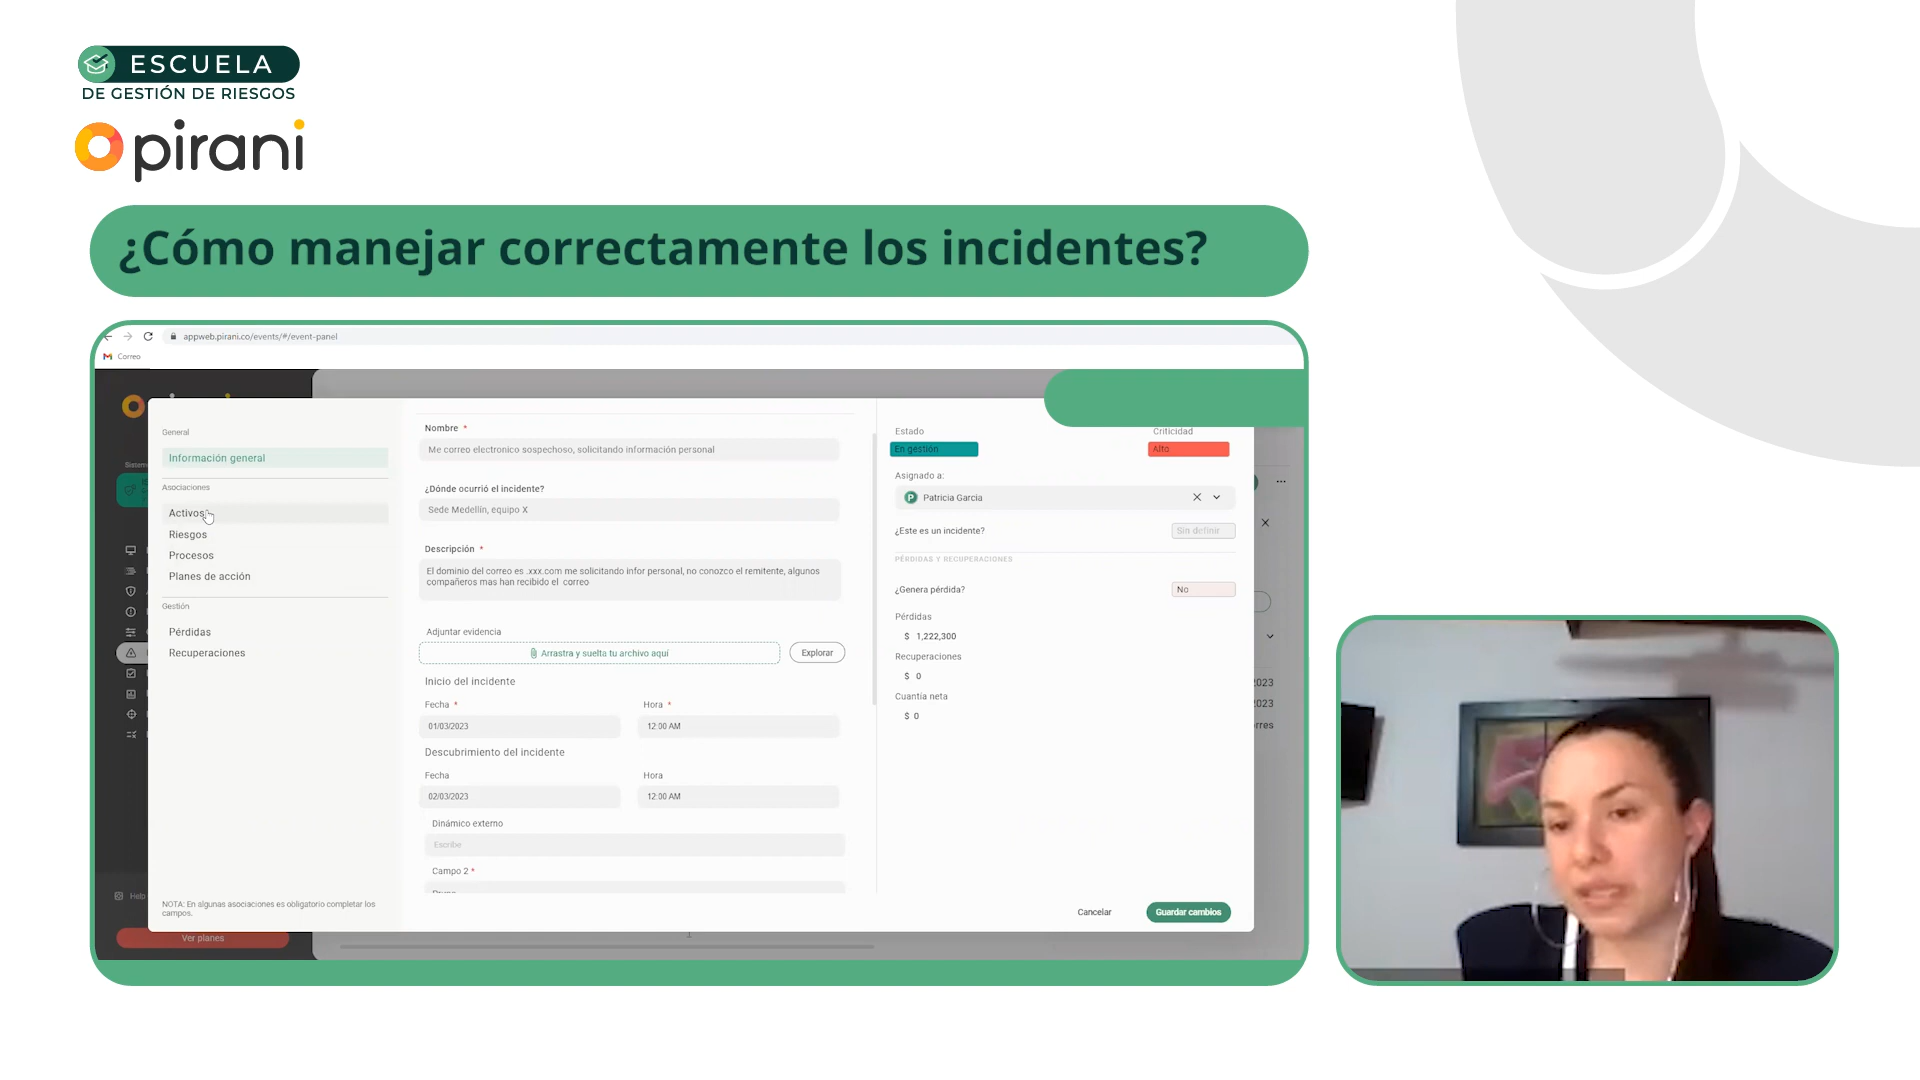 ESCUELA
DE GESTIÓN DE RIESGOS
pirani
¿Cómo manejar correctamente los incidentes?
appweb.pirani.co/events/#/event-panel
Correo
General
Información general
Asociaciones
Activos
Riesgos
Procesos
Planes de acción
Gestión
Pérdidas
Recuperaciones
NOTA: En algunas asociaciones es obligatorio completar los
campos.
Help
Ver planes
Nombre *
Me correo electronico sospechoso, solicitando información personal
¿Dónde ocurrió el incidente?
Sede Medellín, equipo X
Descripción *
El dominio del correo es .xxx.com me solicitando infor personal, no conozco el remitente, algunos
compañeros mas han recibido el correo
Adjuntar evidencia
Arrastra y suelta tu archivo aquí
Explorar
Inicio del incidente
Fecha * Hora *
01/03/2023 12:00 AM
Descubrimiento del incidente
Fecha Hora
02/03/2023 12:00 AM
Dinámico externo
Escribe
Campo 2 *
Estado Criticidad
En gestión Alto
Asignado a:
P Patricia Garcia
¿Este es un incidente? Sin definir
PÉRDIDAS Y RECUPERACIONES
¿Genera pérdida? No
Pérdidas
$ 1,222,300
Recuperaciones
$ 0
Cuantía neta
$ 0
Cancelar
Guardar cambios